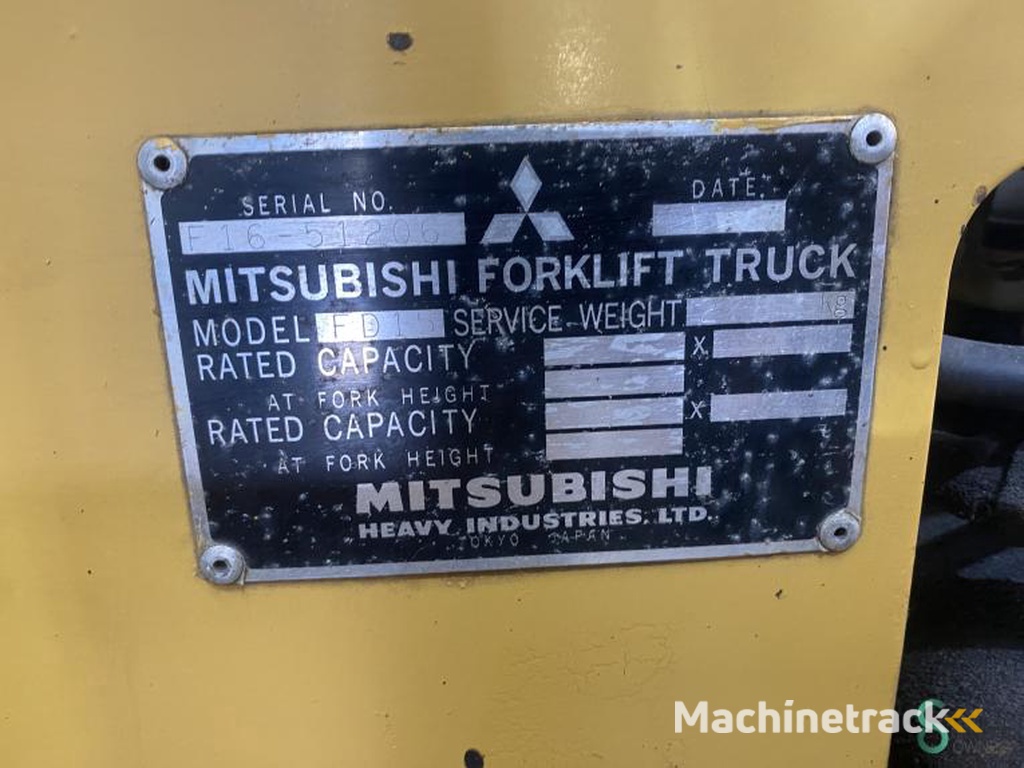 SERIAL NO.
DATE.
F16-51206
MITSUBISHI FORKLIFT TRUCK
MODEL FD15 SERVICE WEIGHT kg
RATED CAPACITY X
AT FORK HEIGHT
RATED CAPACITY X
AT FORK HEIGHT
MITSUBISHI
HEAVY INDUSTRIES, LTD.
TOKYO JAPAN
Machinetrack